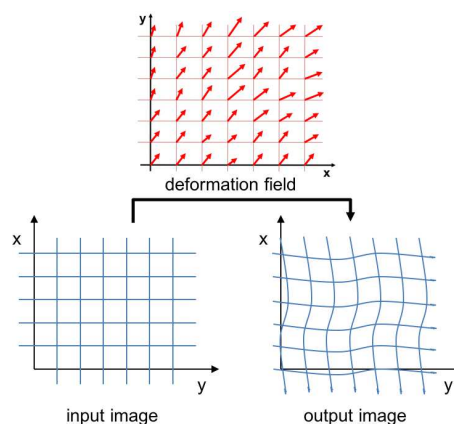 y
x
deformation field
x
x
y
y
input image
output image